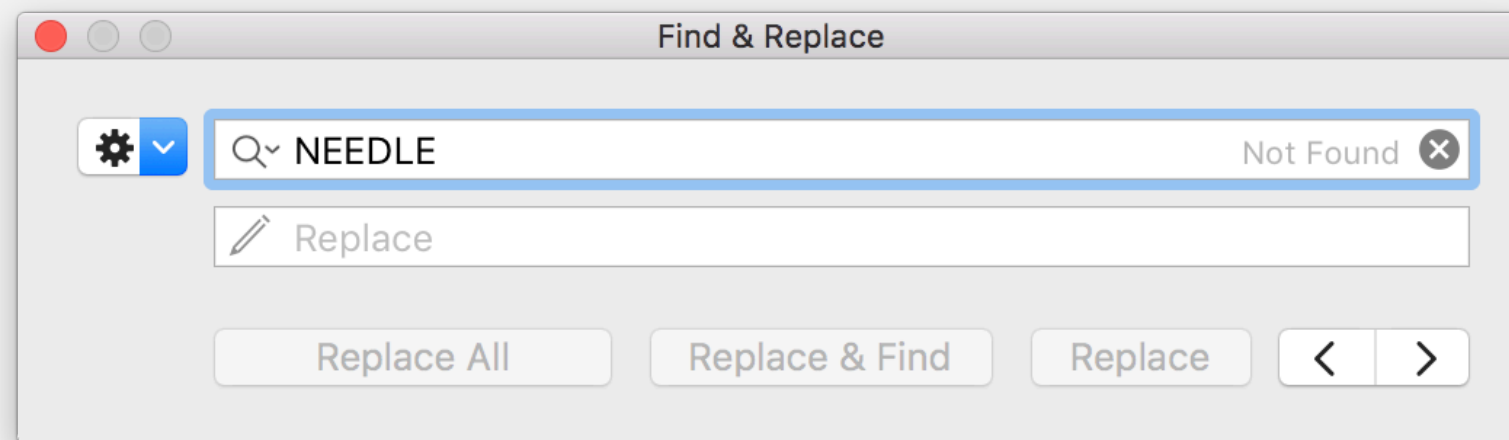 Find & Replace
NEEDLE Not Found
Replace
Replace All Replace & Find Replace